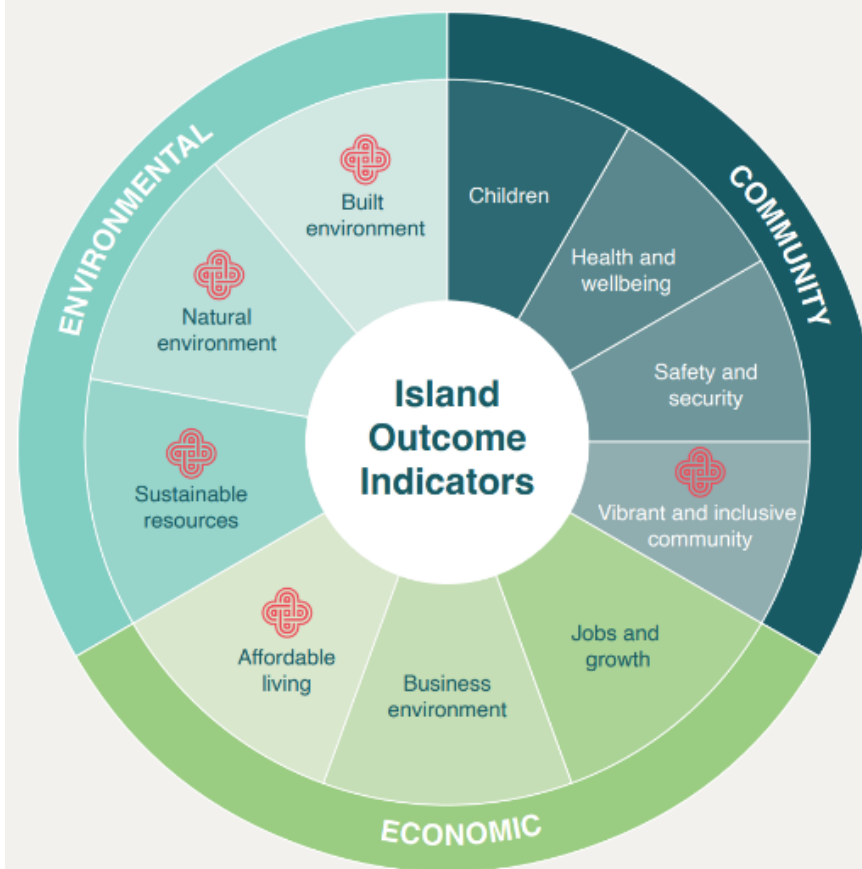 ENVIRONMENTAL
COMMUNITY
ECONOMIC
Island
Outcome
Indicators
Children
Health and
wellbeing
Safety and
security
Vibrant and inclusive
community
Jobs and
growth
Business
environment
Affordable
living
Sustainable
resources
Natural
environment
Built
environment